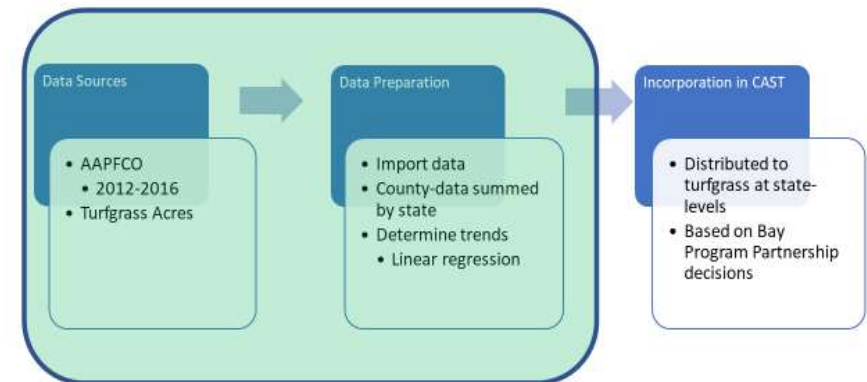 Data Sources
• AAPFCO
• 2012-2016
• Turfgrass Acres
Data Preparation
• Import data
• County-data summed
by state
• Determine trends
• Linear regression
Incorporation in CAST
• Distributed to
turfgrass at state-
levels
• Based on Bay
Program Partnership
decisions